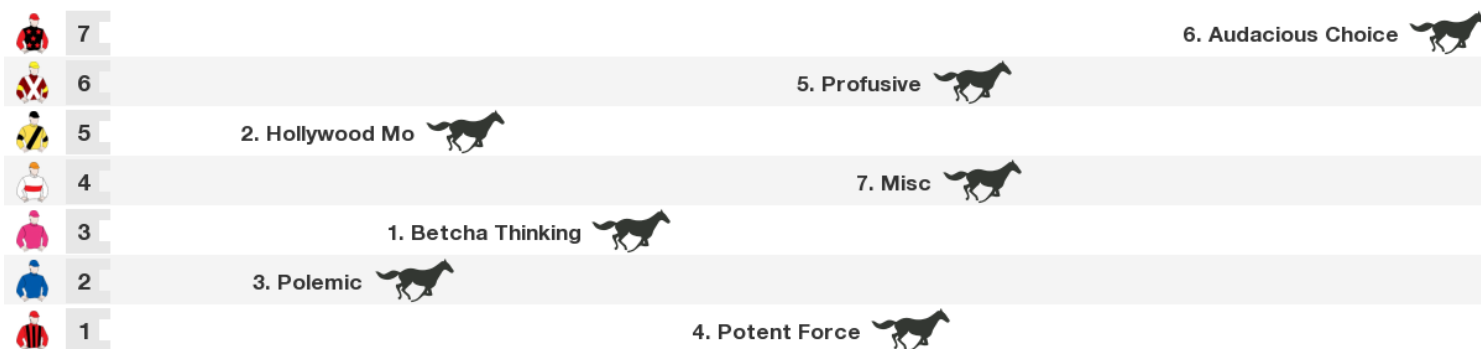 7 6. Audacious Choice
6 5. Profusive
5 2. Hollywood Mo
4 7. Misc
3 1. Betcha Thinking
2 3. Polemic
1 4. Potent Force